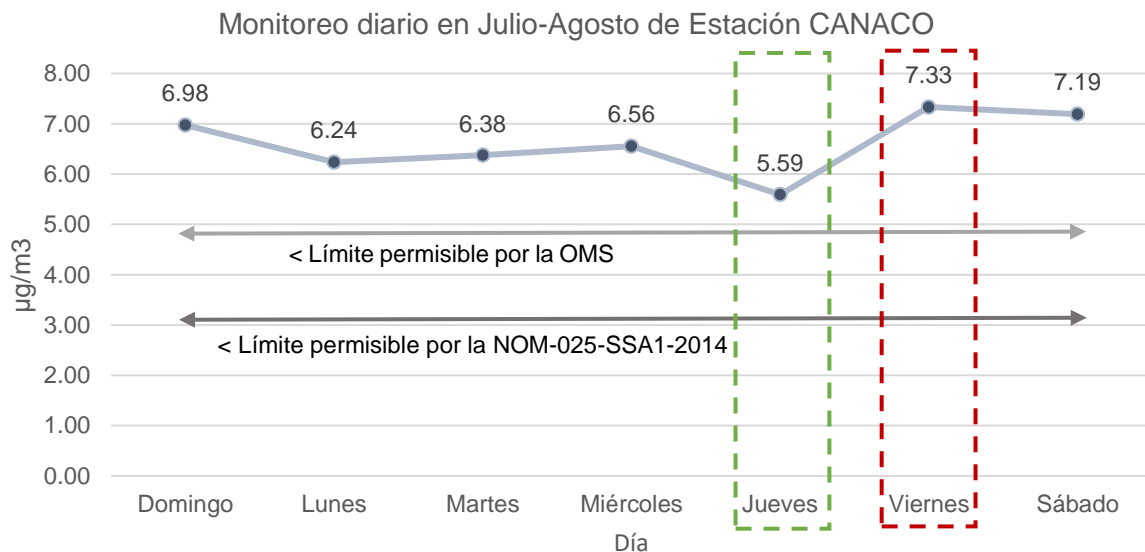 Monitoreo diario en Julio-Agosto de Estación CANACO
8.00
7.00
6.00
5.00
4.00
3.00
2.00
1.00
0.00
µg/m3
6.98
6.24
6.38
6.56
5.59
7.33
7.19
< Límite permisible por la OMS
< Límite permisible por la NOM-025-SSA1-2014
Domingo
Lunes
Martes
Miércoles
Jueves
Viernes
Sábado
Día